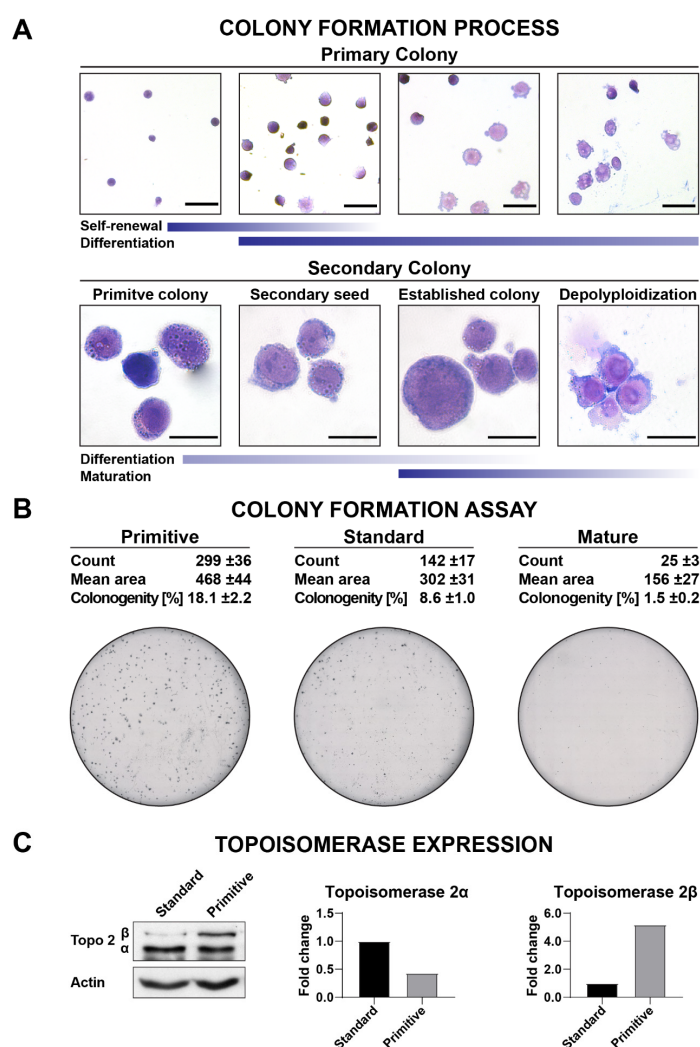 A
COLONY FORMATION PROCESS
Primary Colony
Self-renewal
Differentiation
Secondary Colony
Primitve colony
Secondary seed
Established colony
Depolyploidization
Differentiation
Maturation
B
COLONY FORMATION ASSAY
Primitive
Count 299 ±36
Mean area 468 ±44
Colonogenity [%] 18.1 ±2.2
Standard
Count 142 ±17
Mean area 302 ±31
Colonogenity [%] 8.6 ±1.0
Mature
Count 25 ±3
Mean area 156 ±27
Colonogenity [%] 1.5 ±0.2
C
TOPOISOMERASE EXPRESSION
Standard
Primitive
Topo 2
β
α
Actin
Topoisomerase 2α
Fold change
1.5
1.0
0.5
0.0
Standard
Primitive
Topoisomerase 2β
Fold change
6.0
4.0
2.0
0.0
Standard
Primitive